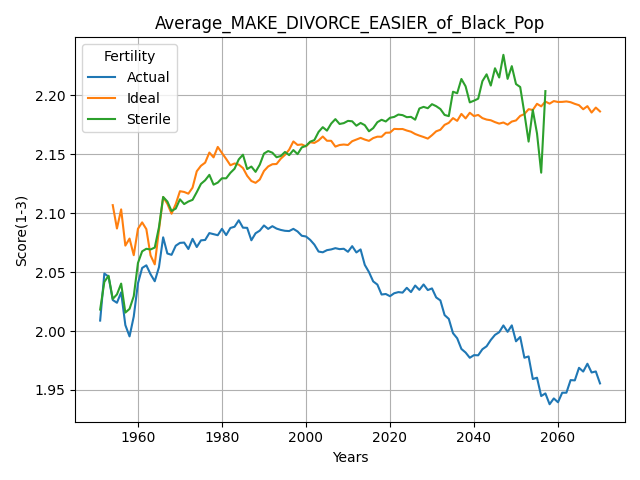 Average_MAKE_DIVORCE_EASIER_of_Black_Pop
Fertility
Actual
Ideal
Sterile
Score(1-3)
2.20
2.15
2.10
2.05
2.00
1.95
1960 1980 2000 2020 2040 2060
Years